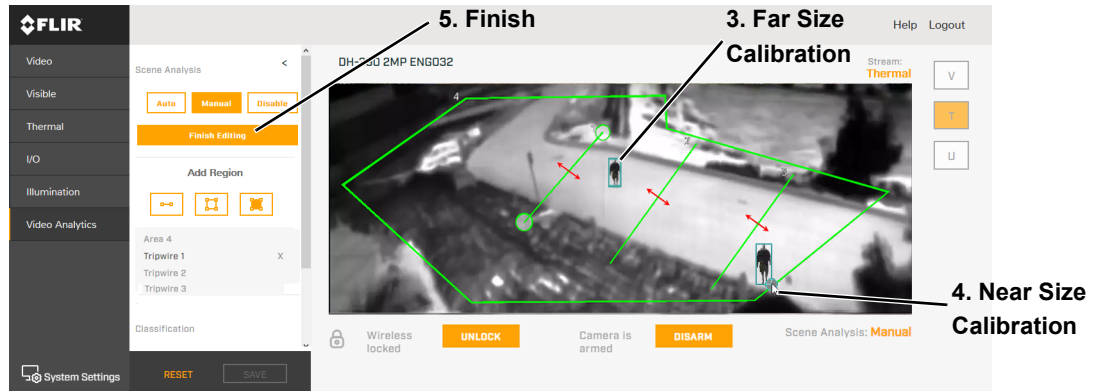 FLIR
5. Finish
3. Far Size
Calibration
Help Logout
Video
Visible
Thermal
I/O
Illumination
Video Analytics
System Settings
Scene Analysis <
Auto Manual Disable
Finish Editing
Add Region
Area 4
Tripwire 1 X
Tripwire 2
Tripwire 3
Classification
RESET SAVE
DH-390 2MP ENG032
Stream:
Thermal
4
2
3
V
T
U
4. Near Size
Calibration
Wireless
locked
UNLOCK
Camera is
armed
DISARM
Scene Analysis: Manual